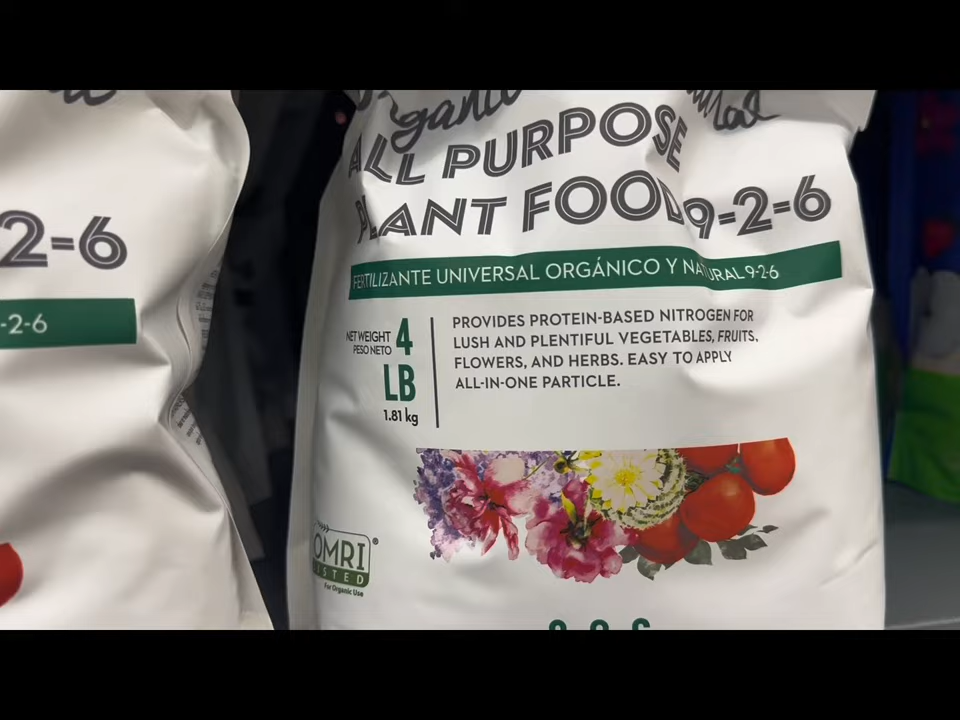 2-6
-2-6
Organic
ALL PURPOSE
PLANT FOOD 9-2-6
FERTILIZANTE UNIVERSAL ORGÁNICO Y NATURAL 9-2-6
NET WEIGHT
PESO NETO
4
LB
1.81 kg
PROVIDES PROTEIN-BASED NITROGEN FOR
LUSH AND PLENTIFUL VEGETABLES, FRUITS,
FLOWERS, AND HERBS. EASY TO APPLY
ALL-IN-ONE PARTICLE.
OMRI®
LISTED
For Organic Use